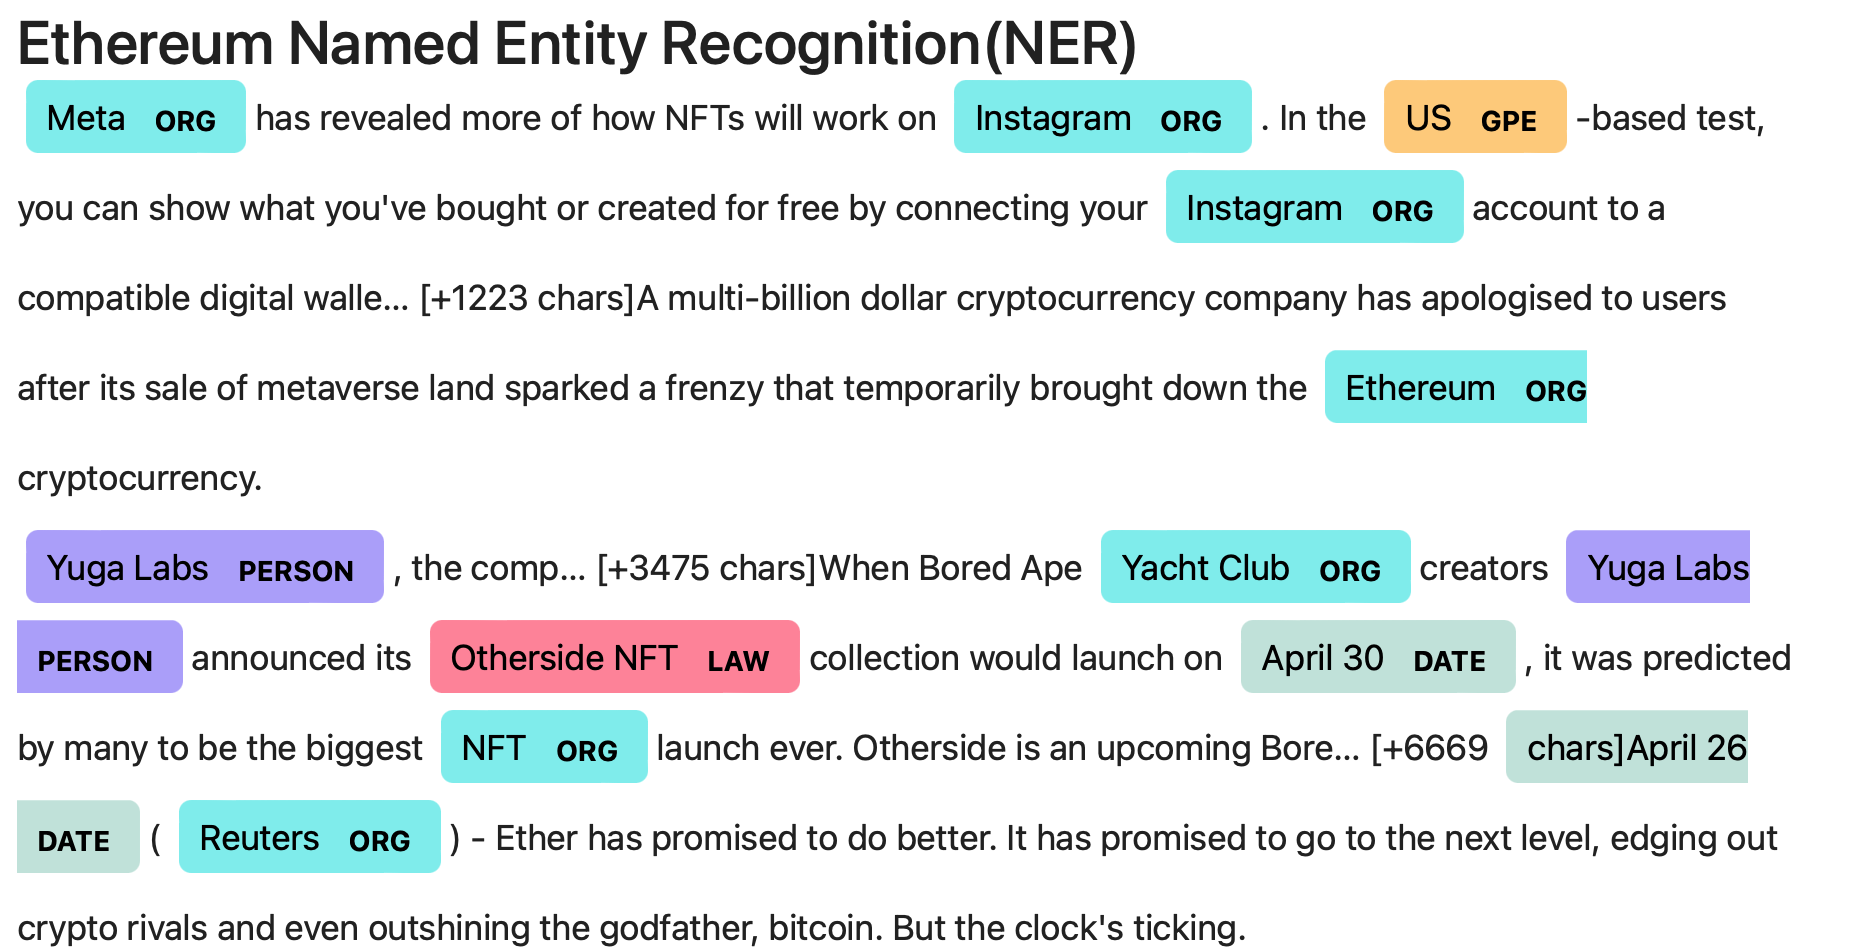 Ethereum Named Entity Recognition(NER)
Meta ORG has revealed more of how NFTs will work on Instagram ORG . In the US GPE -based test,
you can show what you've bought or created for free by connecting your Instagram ORG account to a
compatible digital walle… [+1223 chars]A multi-billion dollar cryptocurrency company has apologised to users
after its sale of metaverse land sparked a frenzy that temporarily brought down the Ethereum ORG
cryptocurrency.
Yuga Labs PERSON , the comp… [+3475 chars]When Bored Ape Yacht Club ORG creators Yuga Labs
PERSON announced its Otherside NFT LAW collection would launch on April 30 DATE , it was predicted
by many to be the biggest NFT ORG launch ever. Otherside is an upcoming Bore… [+6669 chars]April 26
DATE ( Reuters ORG ) - Ether has promised to do better. It has promised to go to the next level, edging out
crypto rivals and even outshining the godfather, bitcoin. But the clock's ticking.